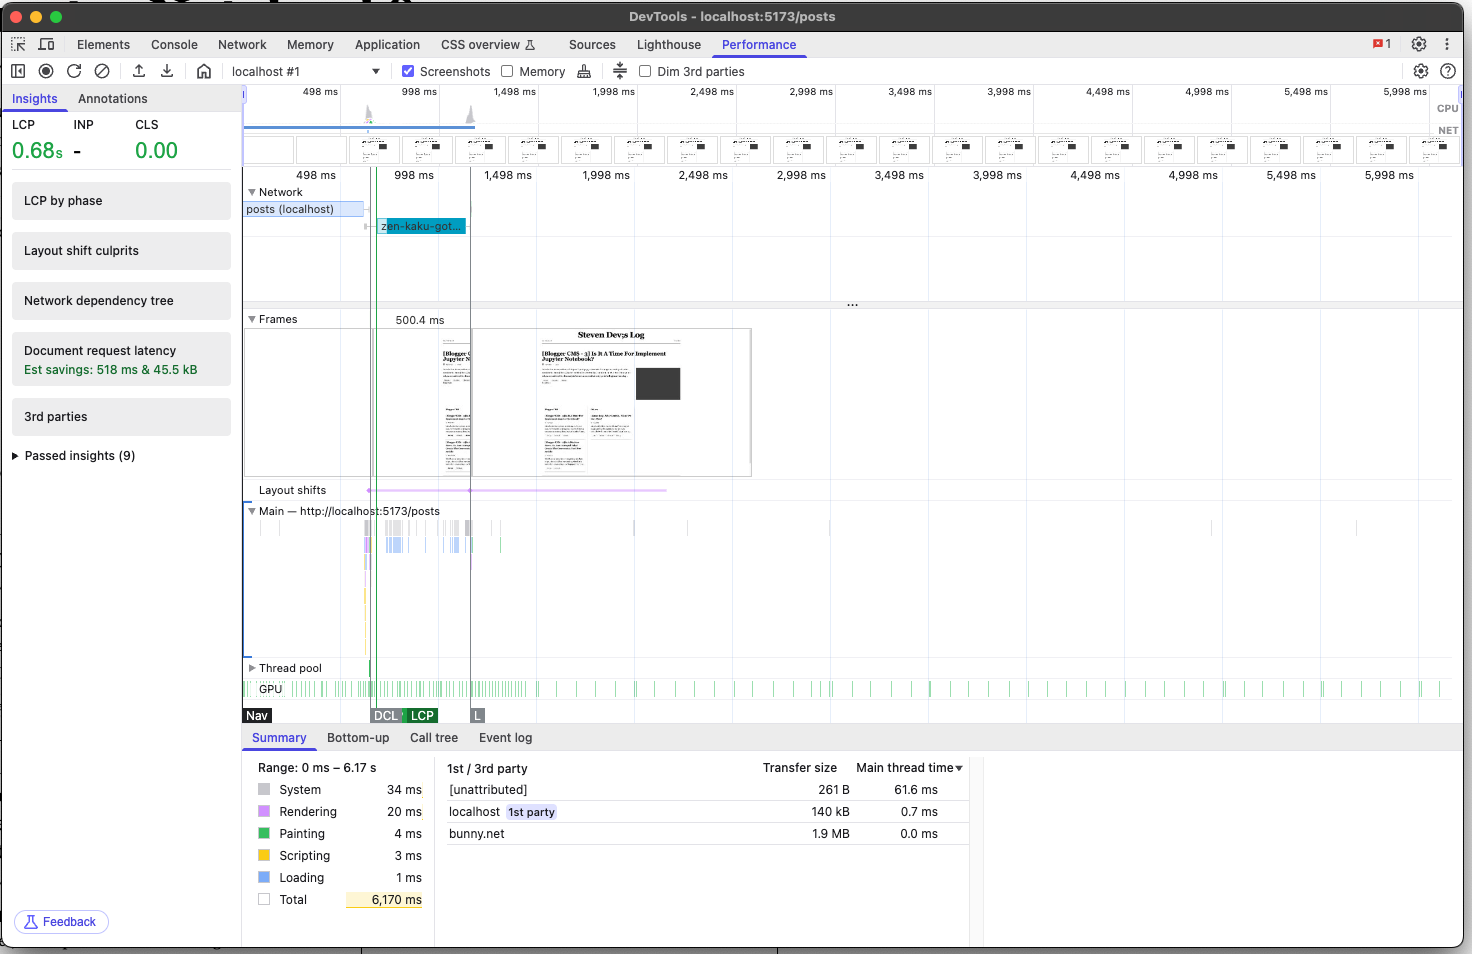 DevTools - localhost:5173/posts
Elements Console Network Memory Application CSS overview Sources Lighthouse Performance 1
localhost #1 Screenshots Memory Dim 3rd parties
Insights Annotations
LCP INP CLS
0.68s - 0.00
LCP by phase
Layout shift culprits
Network dependency tree
Document request latency
Est savings: 518 ms & 45.5 kB
3rd parties
Passed insights (9)
Feedback
498 ms 998 ms 1,498 ms 1,998 ms 2,498 ms 2,998 ms 3,498 ms 3,998 ms 4,498 ms 4,998 ms 5,498 ms 5,998 ms
CPU
NET
498 ms 998 ms 1,498 ms 1,998 ms 2,498 ms 2,998 ms 3,498 ms 3,998 ms 4,498 ms 4,998 ms 5,498 ms 5,998 ms
Network
posts (localhost)
zen-kaku-got...
Frames 500.4 ms
Steven Dev;s Log
[Blogger C [Blogger CMS - 3] Is It A Time For Implement
Jupyter N Jupyter Notebook?
Layout shifts
Main — http://localhost:5173/posts
Thread pool
GPU
Nav DCL LCP L
Summary Bottom-up Call tree Event log
Range: 0 ms – 6.17 s
System 34 ms
Rendering 20 ms
Painting 4 ms
Scripting 3 ms
Loading 1 ms
Total 6,170 ms
1st / 3rd party Transfer size Main thread time
[unattributed] 261 B 61.6 ms
localhost 1st party 140 kB 0.7 ms
bunny.net 1.9 MB 0.0 ms